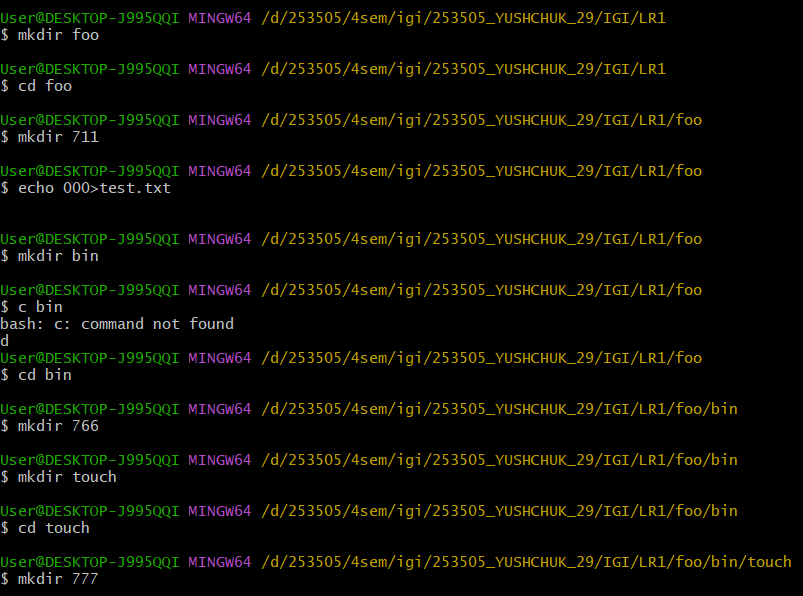 User@DESKTOP-J995QQI MINGW64 /d/253505/4sem/igi/253505_YUSHCHUK_29/IGI/LR1
$ mkdir foo
User@DESKTOP-J995QQI MINGW64 /d/253505/4sem/igi/253505_YUSHCHUK_29/IGI/LR1
$ cd foo
User@DESKTOP-J995QQI MINGW64 /d/253505/4sem/igi/253505_YUSHCHUK_29/IGI/LR1/foo
$ mkdir 711
User@DESKTOP-J995QQI MINGW64 /d/253505/4sem/igi/253505_YUSHCHUK_29/IGI/LR1/foo
$ echo 000>test.txt
User@DESKTOP-J995QQI MINGW64 /d/253505/4sem/igi/253505_YUSHCHUK_29/IGI/LR1/foo
$ mkdir bin
User@DESKTOP-J995QQI MINGW64 /d/253505/4sem/igi/253505_YUSHCHUK_29/IGI/LR1/foo
$ c bin
bash: c: command not found
d
User@DESKTOP-J995QQI MINGW64 /d/253505/4sem/igi/253505_YUSHCHUK_29/IGI/LR1/foo
$ cd bin
User@DESKTOP-J995QQI MINGW64 /d/253505/4sem/igi/253505_YUSHCHUK_29/IGI/LR1/foo/bin
$ mkdir 766
User@DESKTOP-J995QQI MINGW64 /d/253505/4sem/igi/253505_YUSHCHUK_29/IGI/LR1/foo/bin
$ mkdir touch
User@DESKTOP-J995QQI MINGW64 /d/253505/4sem/igi/253505_YUSHCHUK_29/IGI/LR1/foo/bin
$ cd touch
User@DESKTOP-J995QQI MINGW64 /d/253505/4sem/igi/253505_YUSHCHUK_29/IGI/LR1/foo/bin/touch
$ mkdir 777